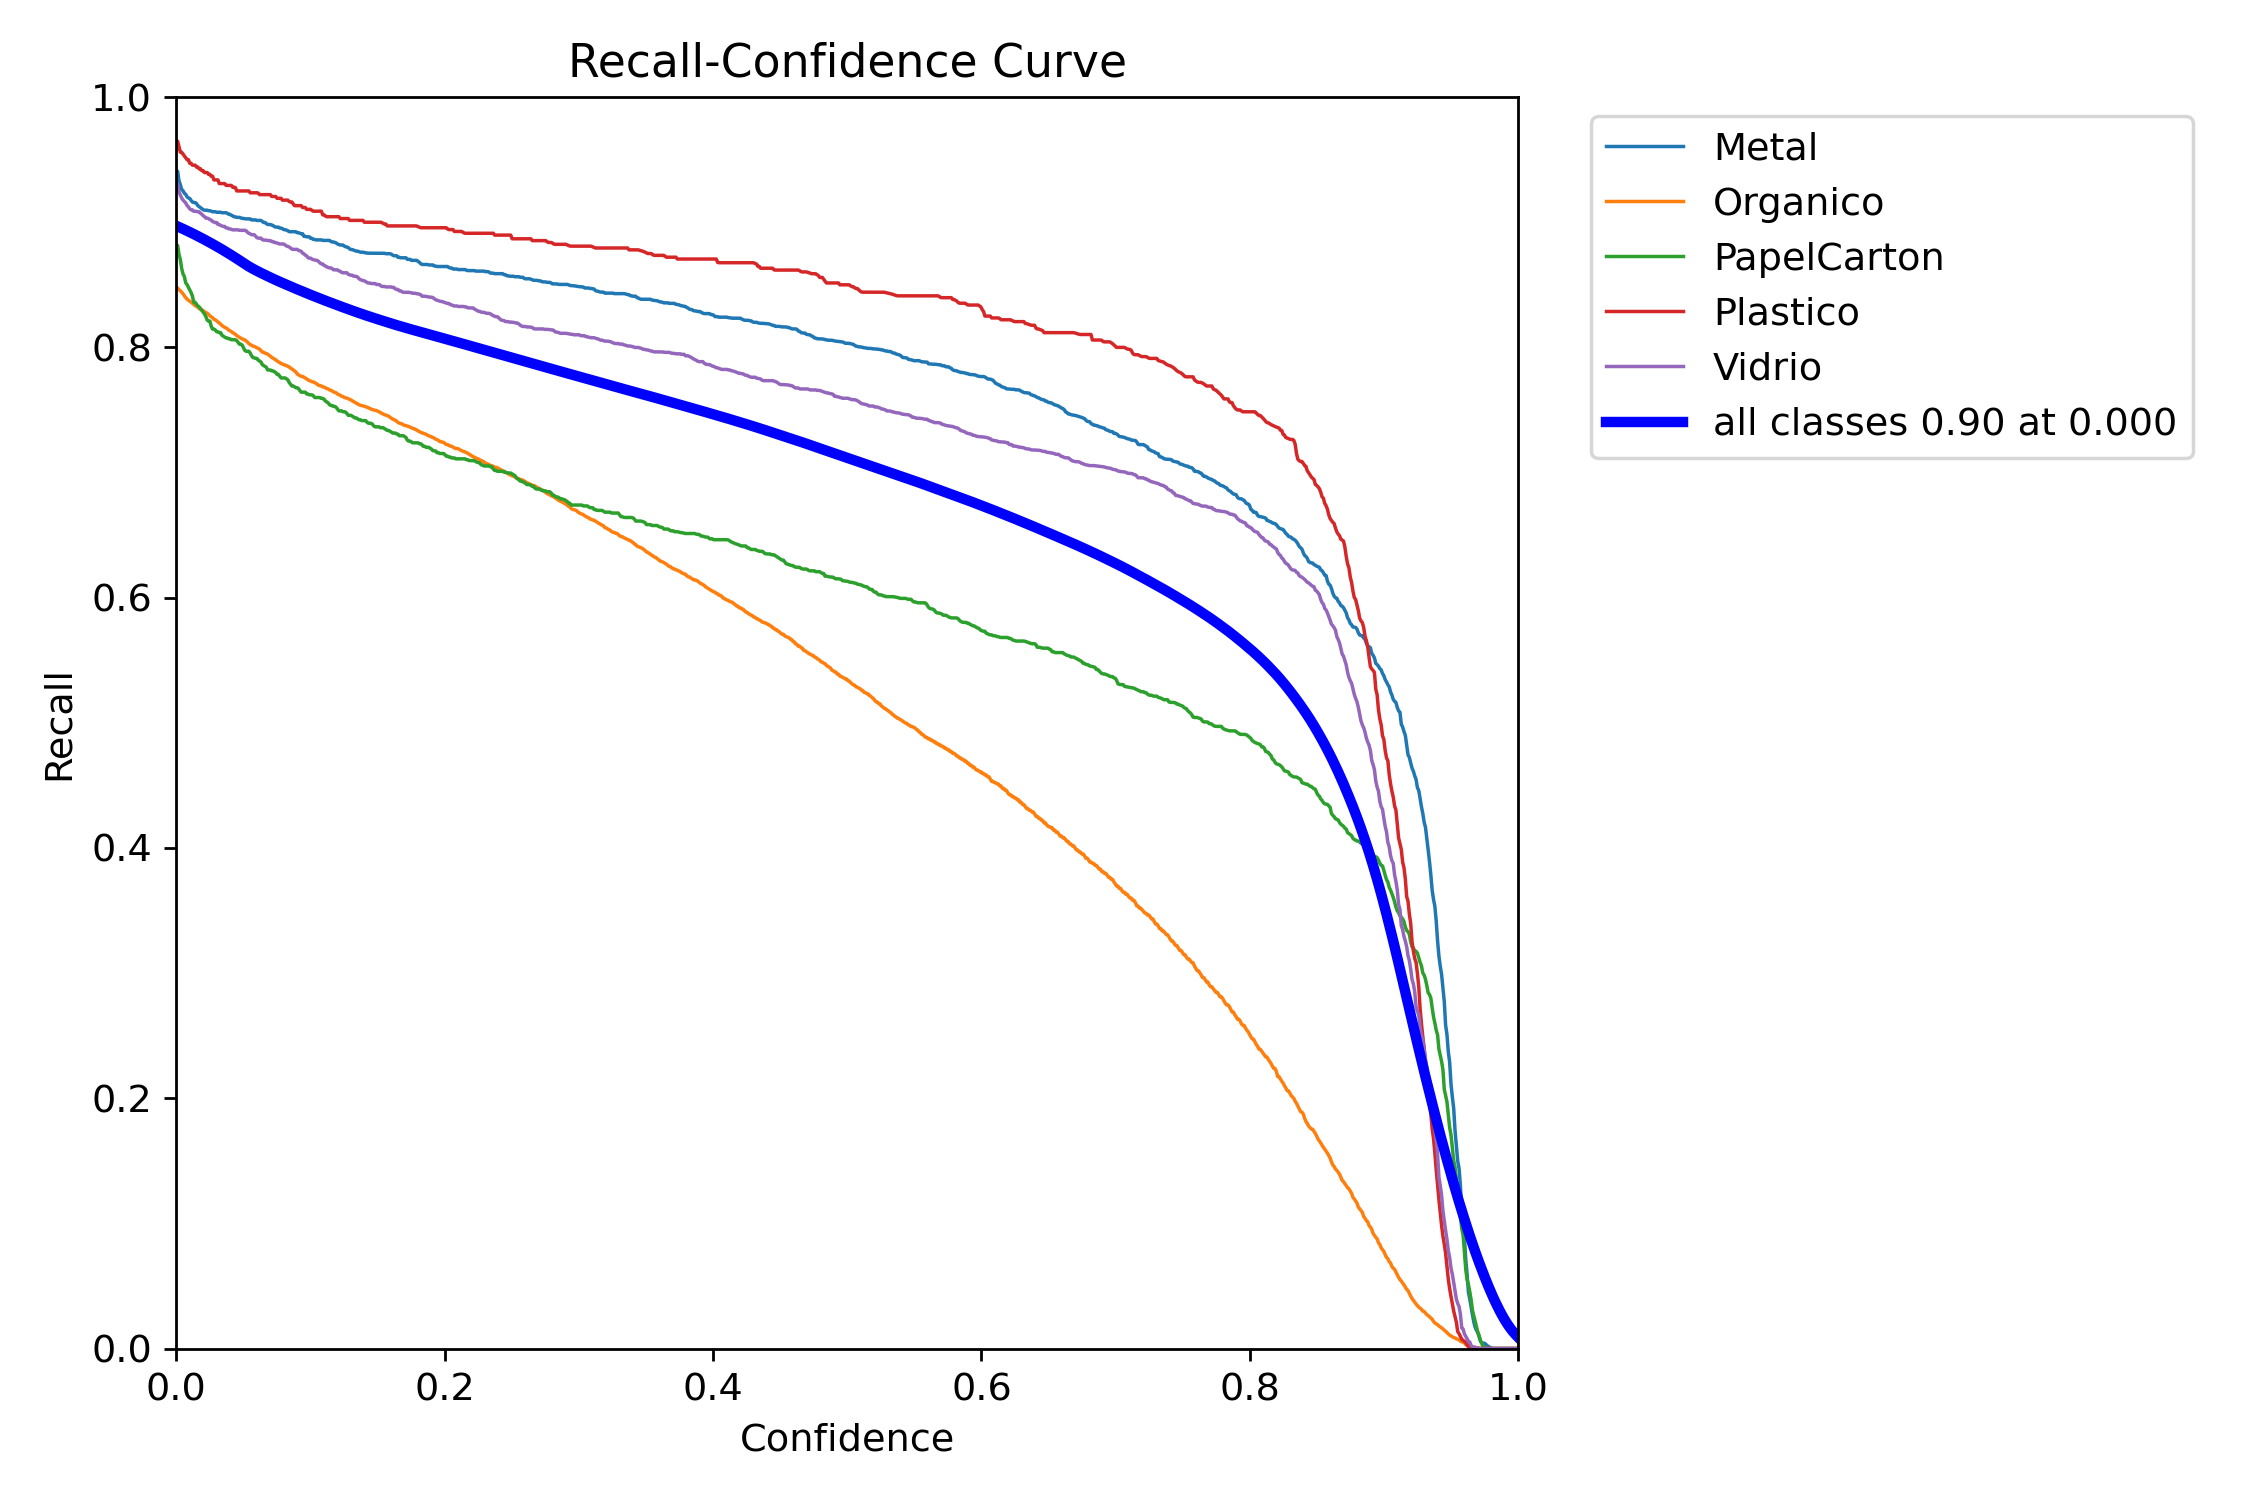 Recall-Confidence Curve
1.0
0.8
0.6
0.4
0.2
0.0
Recall
0.0 0.2 0.4 0.6 0.8 1.0
Confidence
Metal
Organico
PapelCarton
Plastico
Vidrio
all classes 0.90 at 0.000